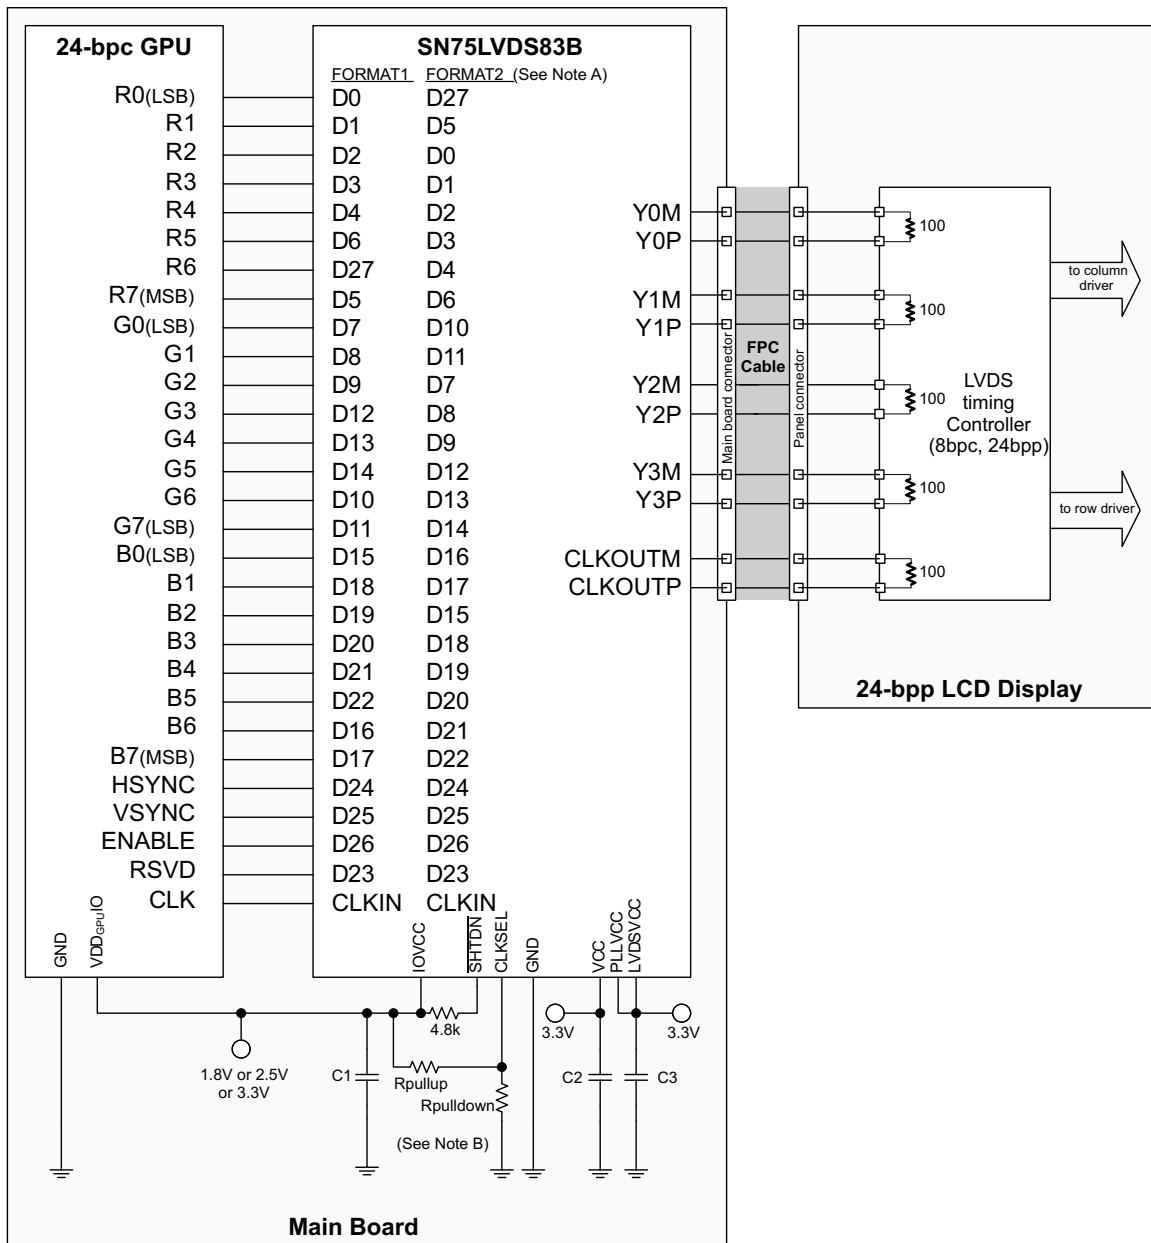 24-bpc GPU
SN75LVDS83B
FORMAT1 FORMAT2 (See Note A)
R0(LSB) D0 D27
R1 D1 D5
R2 D2 D0
R3 D3 D1
R4 D4 D2
R5 D6 D3
R6 D27 D4
R7(MSB) D5 D6
G0(LSB) D7 D10
G1 D8 D11
G2 D9 D7
G3 D12 D8
G4 D13 D9
G5 D14 D12
G6 D10 D13
G7(LSB) D11 D14
B0(LSB) D15 D16
B1 D18 D17
B2 D19 D15
B3 D20 D18
B4 D21 D19
B5 D22 D20
B6 D16 D21
B7(MSB) D17 D22
HSYNC D24 D24
VSYNC D25 D25
ENABLE D26 D26
RSVD D23 D23
CLK CLKIN CLKIN
Y0M
Y0P
Y1M
Y1P
Y2M
Y2P
Y3M
Y3P
CLKOUTM
CLKOUTP
Main board connector
FPC
Cable
Panel connector
100
100
100
100
100
LVDS
timing
Controller
(8bpc, 24bpp)
to column
driver
to row driver
24-bpp LCD Display
GND
VDDGPUIO
IOVCC
SHTDN
CLKSEL
GND
VCC
PLLVCC
LVDSVCC
4.8k
3.3V
3.3V
1.8V or 2.5V
or 3.3V
C1
Rpullup
Rpulldown
C2
C3
(See Note B)
Main Board